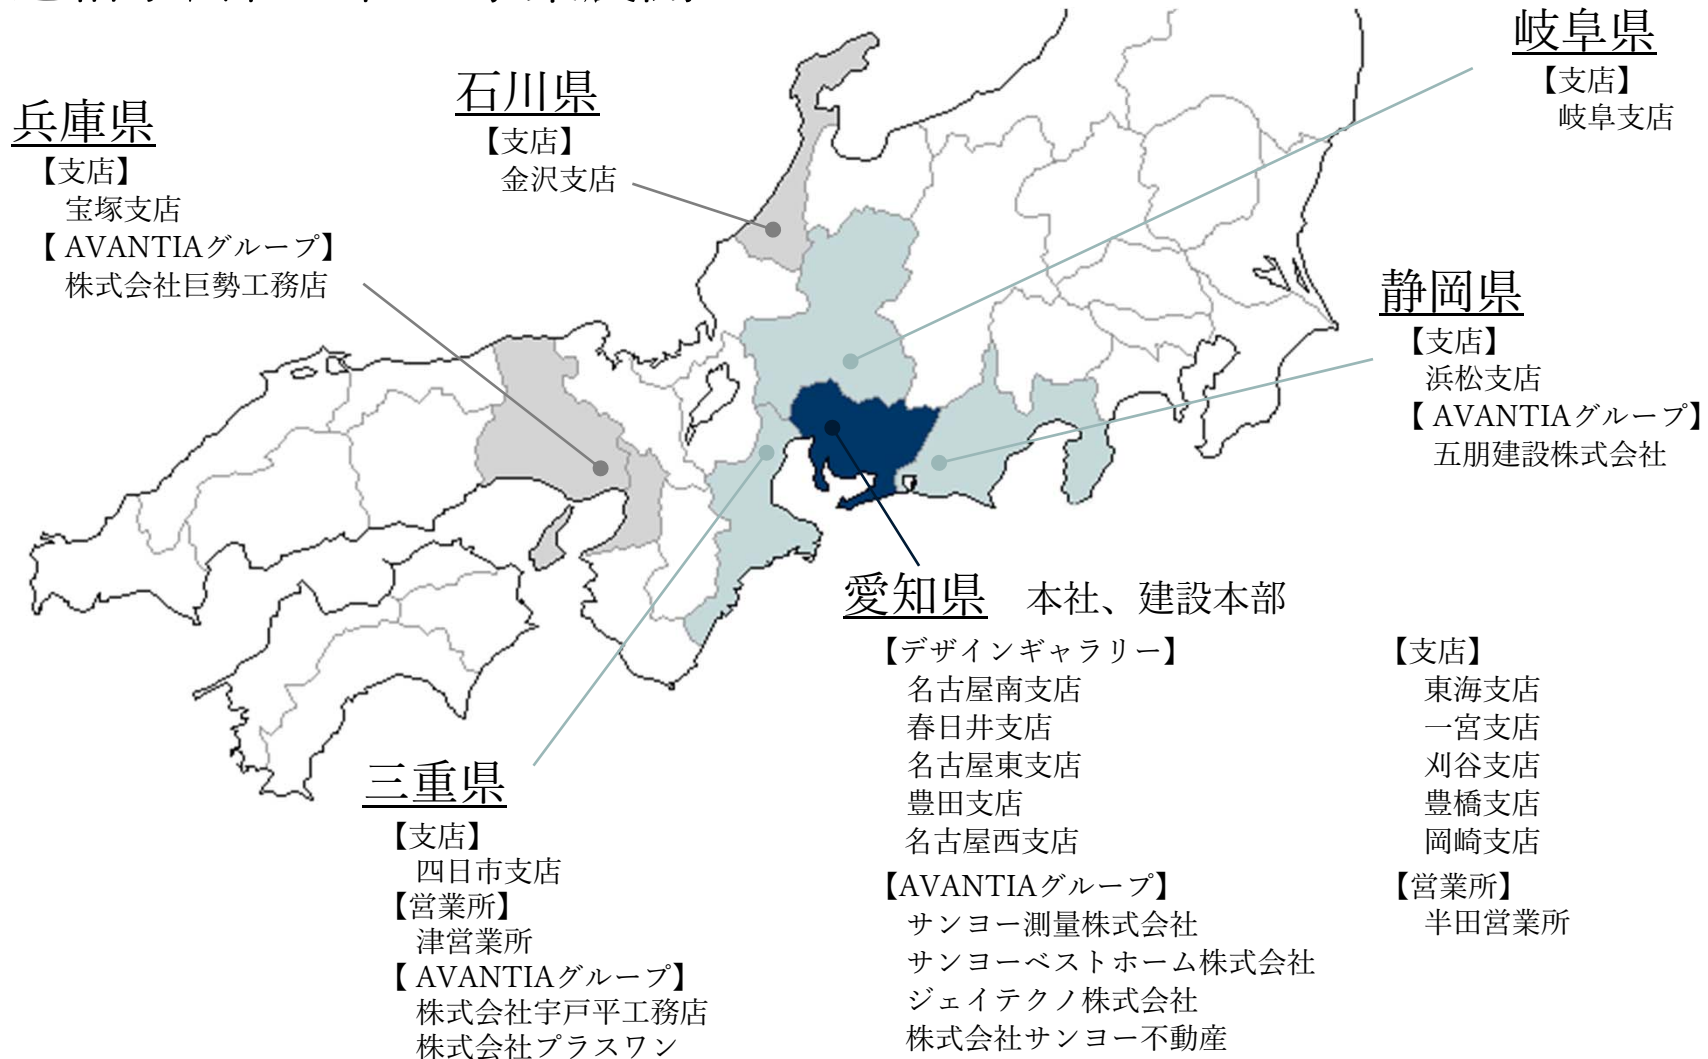 兵庫県
【支店】
宝塚支店
【 AVANTIAグループ】
株式会社巨勢工務店
石川県
【支店】
金沢支店
岐阜県
【支店】
岐阜支店
静岡県
【支店】
浜松支店
【 AVANTIAグループ】
五朋建設株式会社
愛知県 本社、建設本部
【デザインギャラリー】
名古屋南支店
春日井支店
名古屋東支店
豊田支店
名古屋西支店
【AVANTIAグループ】
サンヨー測量株式会社
サンヨーベストホーム株式会社
ジェイテクノ株式会社
株式会社サンヨー不動産
【支店】
東海支店
一宮支店
刈谷支店
豊橋支店
岡崎支店
【営業所】
半田営業所
三重県
【支店】
四日市支店
【営業所】
津営業所
【 AVANTIAグループ】
株式会社宇戸平工務店
株式会社プラスワン